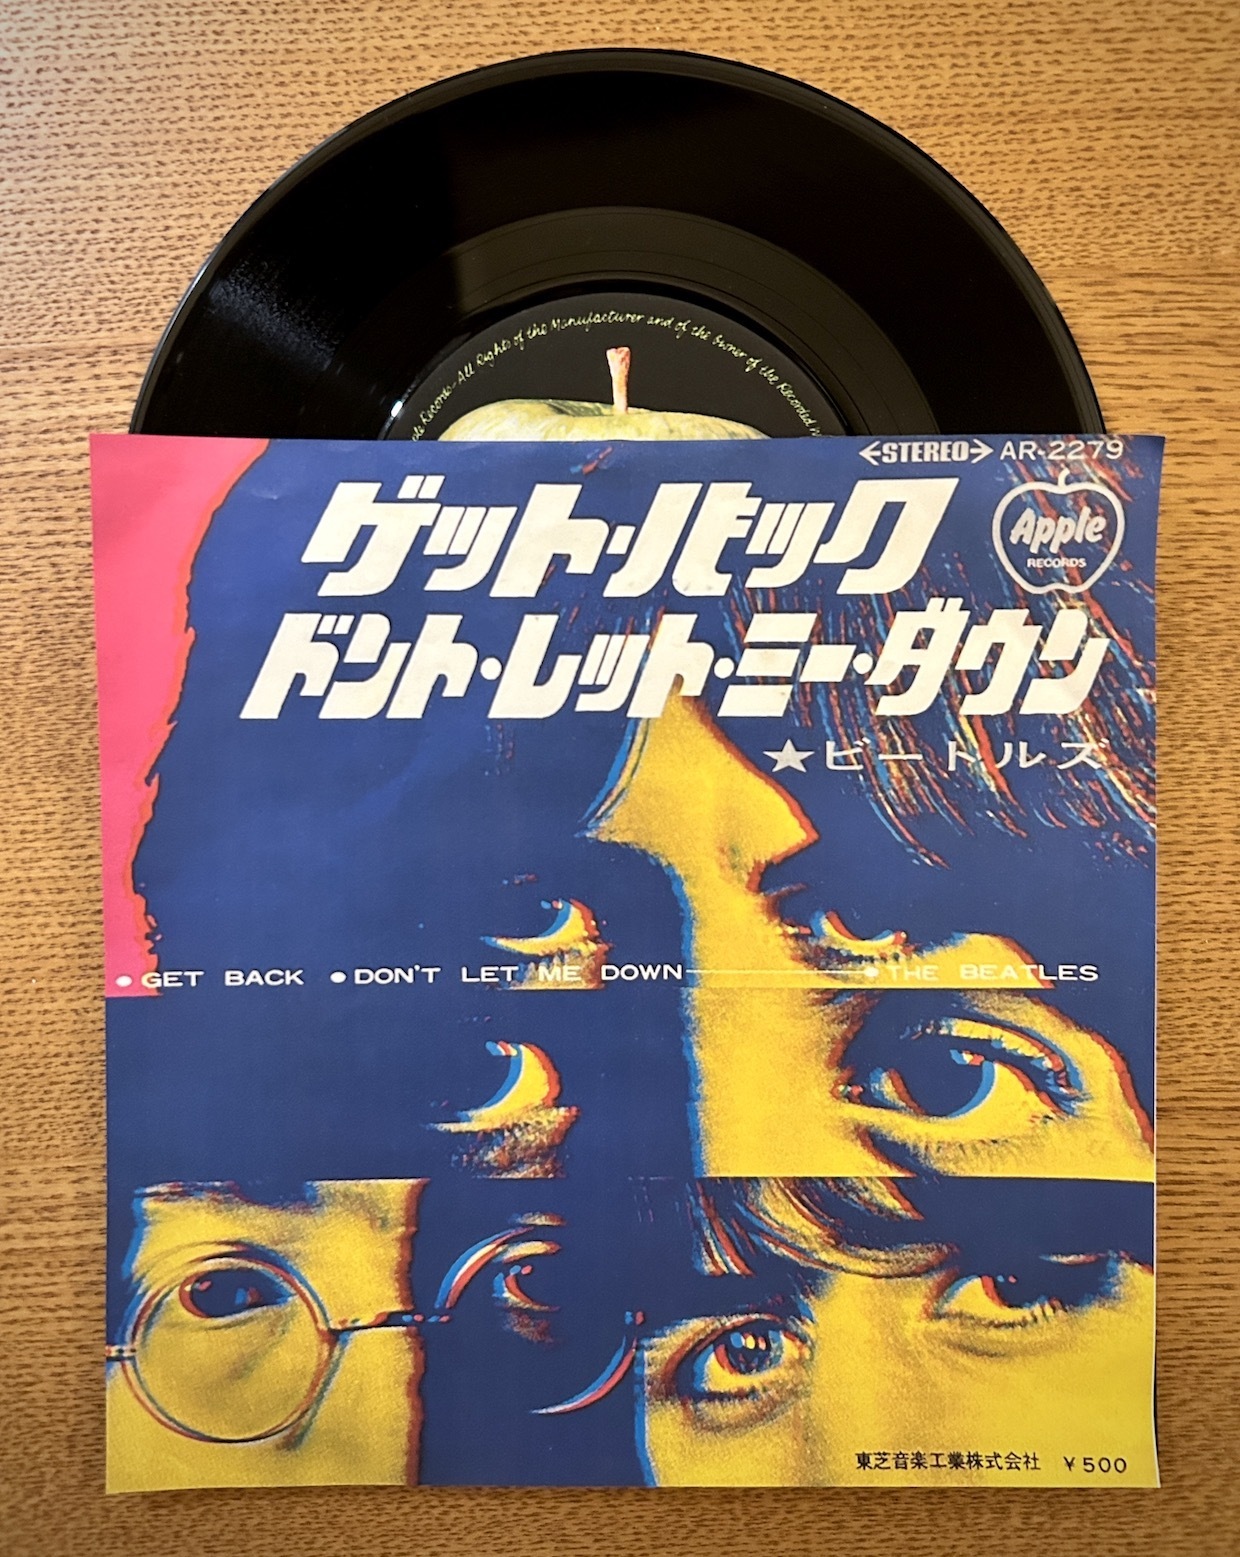 Records-All Rights of the Manufacturer and of the Owner of the Recorded
←STEREO→ AR-2279
ゲット・バック
Apple
RECORDS
ドント・レット・ミー・ダウン
★ビートルズ
●GET BACK ●DON'T LET ME DOWN————●THE BEATLES
東芝音楽工業株式会社 ￥500